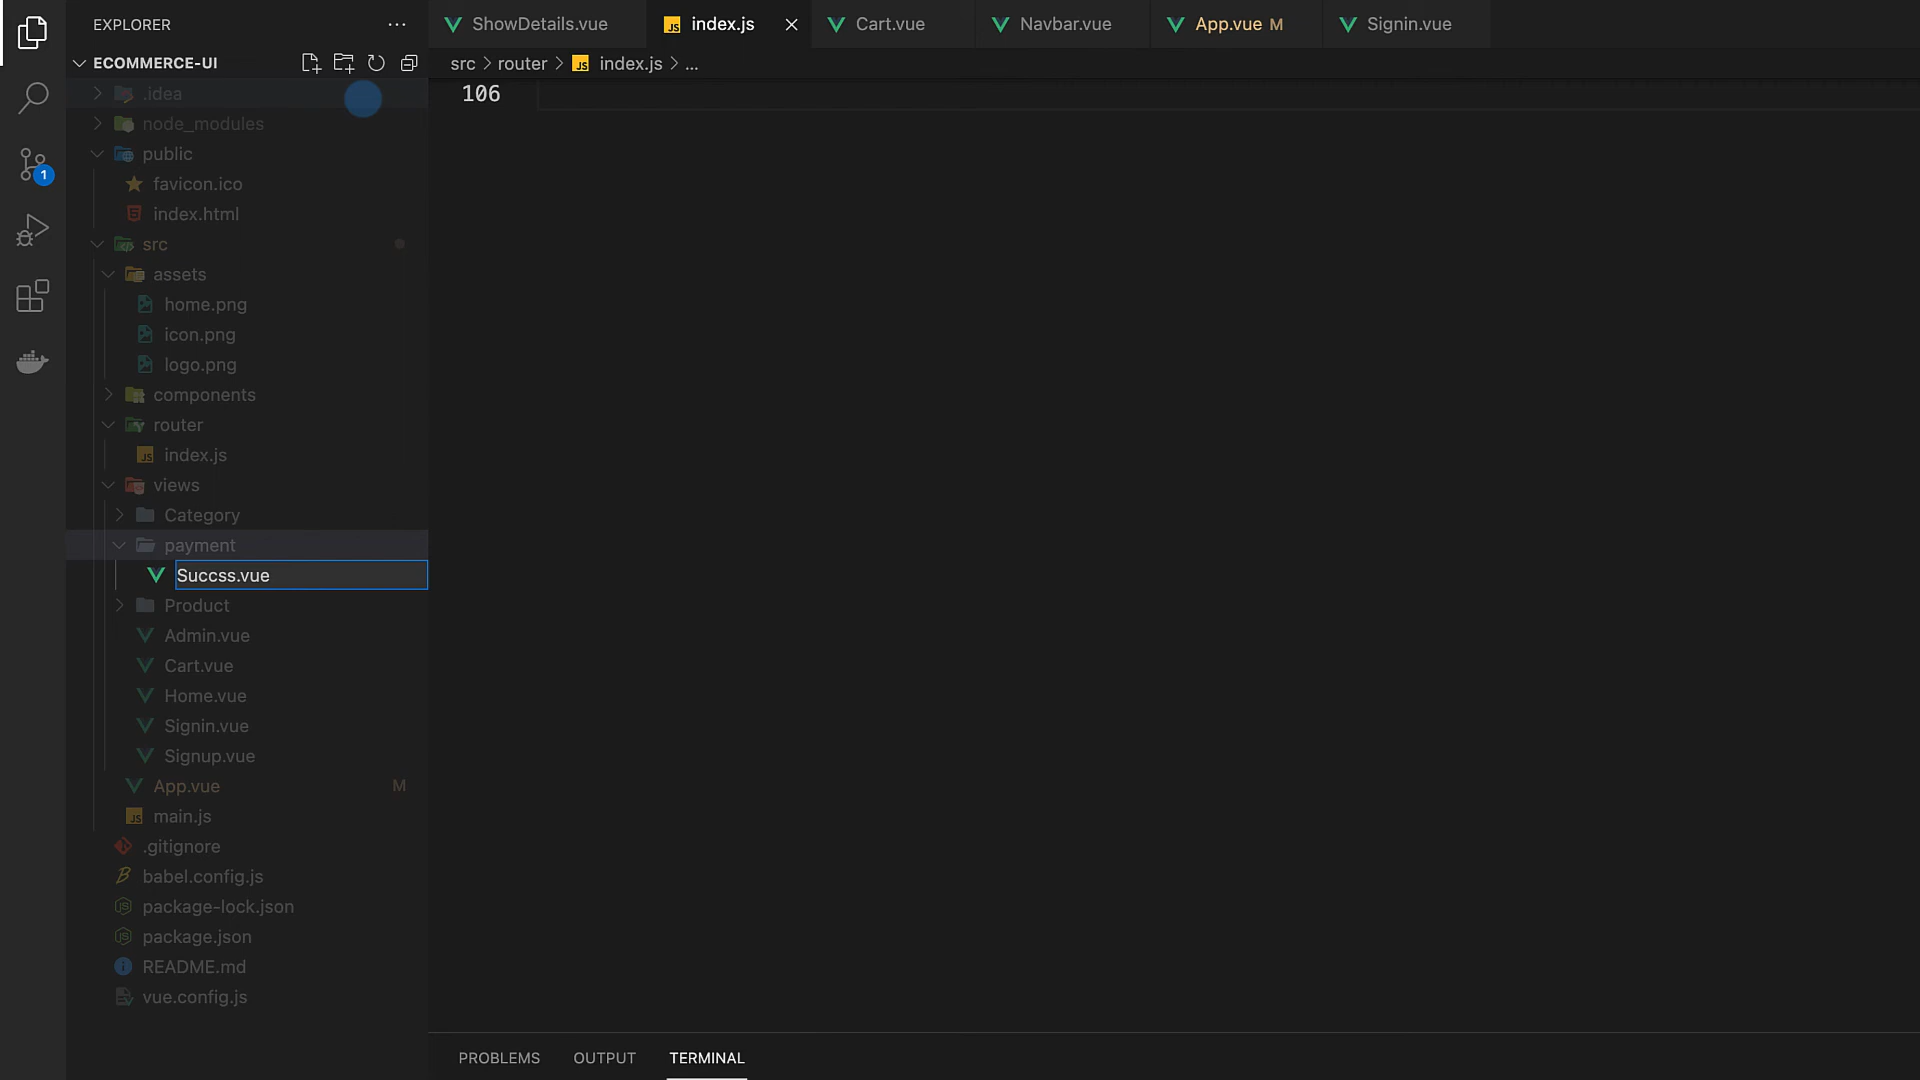 EXPLORER
ECOMMERCE-UI
.idea
node_modules
public
favicon.ico
index.html
src
assets
home.png
icon.png
logo.png
components
router
index.js
views
Category
payment
Succss.vue
Product
Admin.vue
Cart.vue
Home.vue
Signin.vue
Signup.vue
App.vue M
main.js
.gitignore
babel.config.js
package-lock.json
package.json
README.md
vue.config.js
1
ShowDetails.vue
index.js
Cart.vue
Navbar.vue
App.vue M
Signin.vue
src > router > JS index.js > ...
106
PROBLEMS OUTPUT TERMINAL